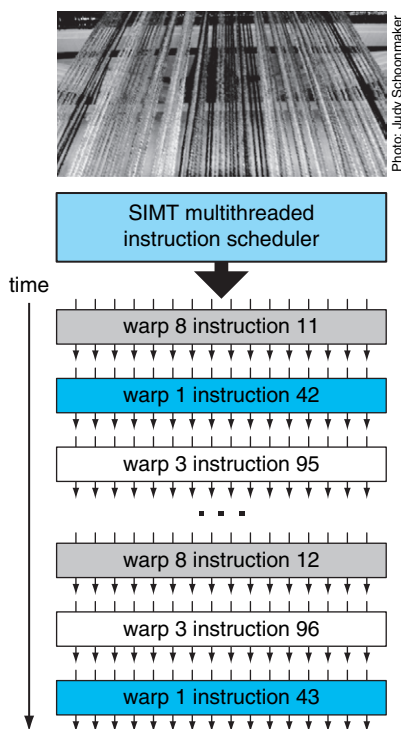 Photo: Judy Schoonmaker
SIMT multithreaded
instruction scheduler
time
warp 8 instruction 11
warp 1 instruction 42
warp 3 instruction 95
. . .
warp 8 instruction 12
warp 3 instruction 96
warp 1 instruction 43